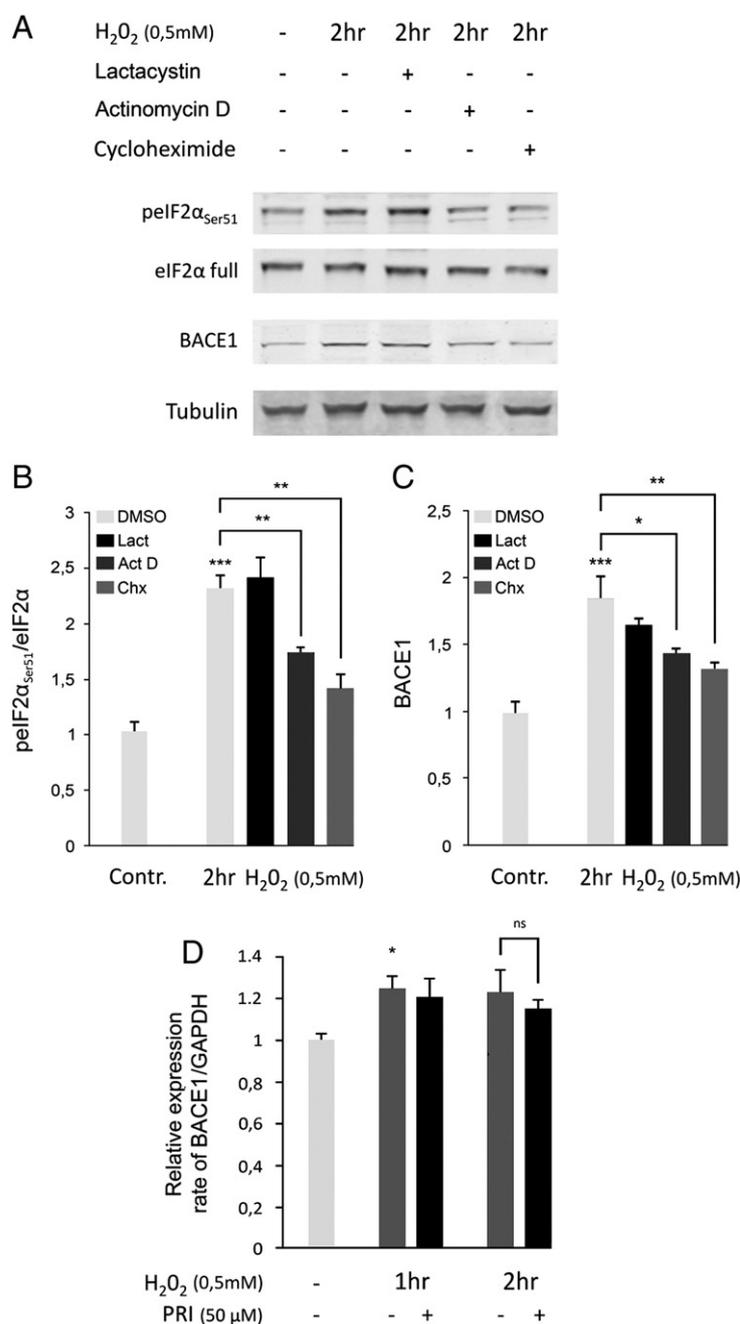 A
H₂O₂ (0,5mM) - 2hr 2hr 2hr 2hr
Lactacystin - - + - -
Actinomycin D - - - + -
Cycloheximide - - - - +
peIF2αSer51
eIF2α full
BACE1
Tubulin
B
peIF2αSer51/eIF2α
3
2,5
2
1,5
1
0,5
0
DMSO
Lact
Act D
Chx
**
**
***
Contr. 2hr H₂O₂ (0,5mM)
C
BACE1
2,5
2
1,5
1
0,5
0
DMSO
Lact
Act D
Chx
**
*
***
Contr. 2hr H₂O₂ (0,5mM)
D
Relative expression
rate of BACE1/GAPDH
1.4
1.2
1
0,8
0,6
0,4
0,2
0
*
ns
H₂O₂ (0,5mM) - 1hr 2hr
PRI (50 µM) - - + - +